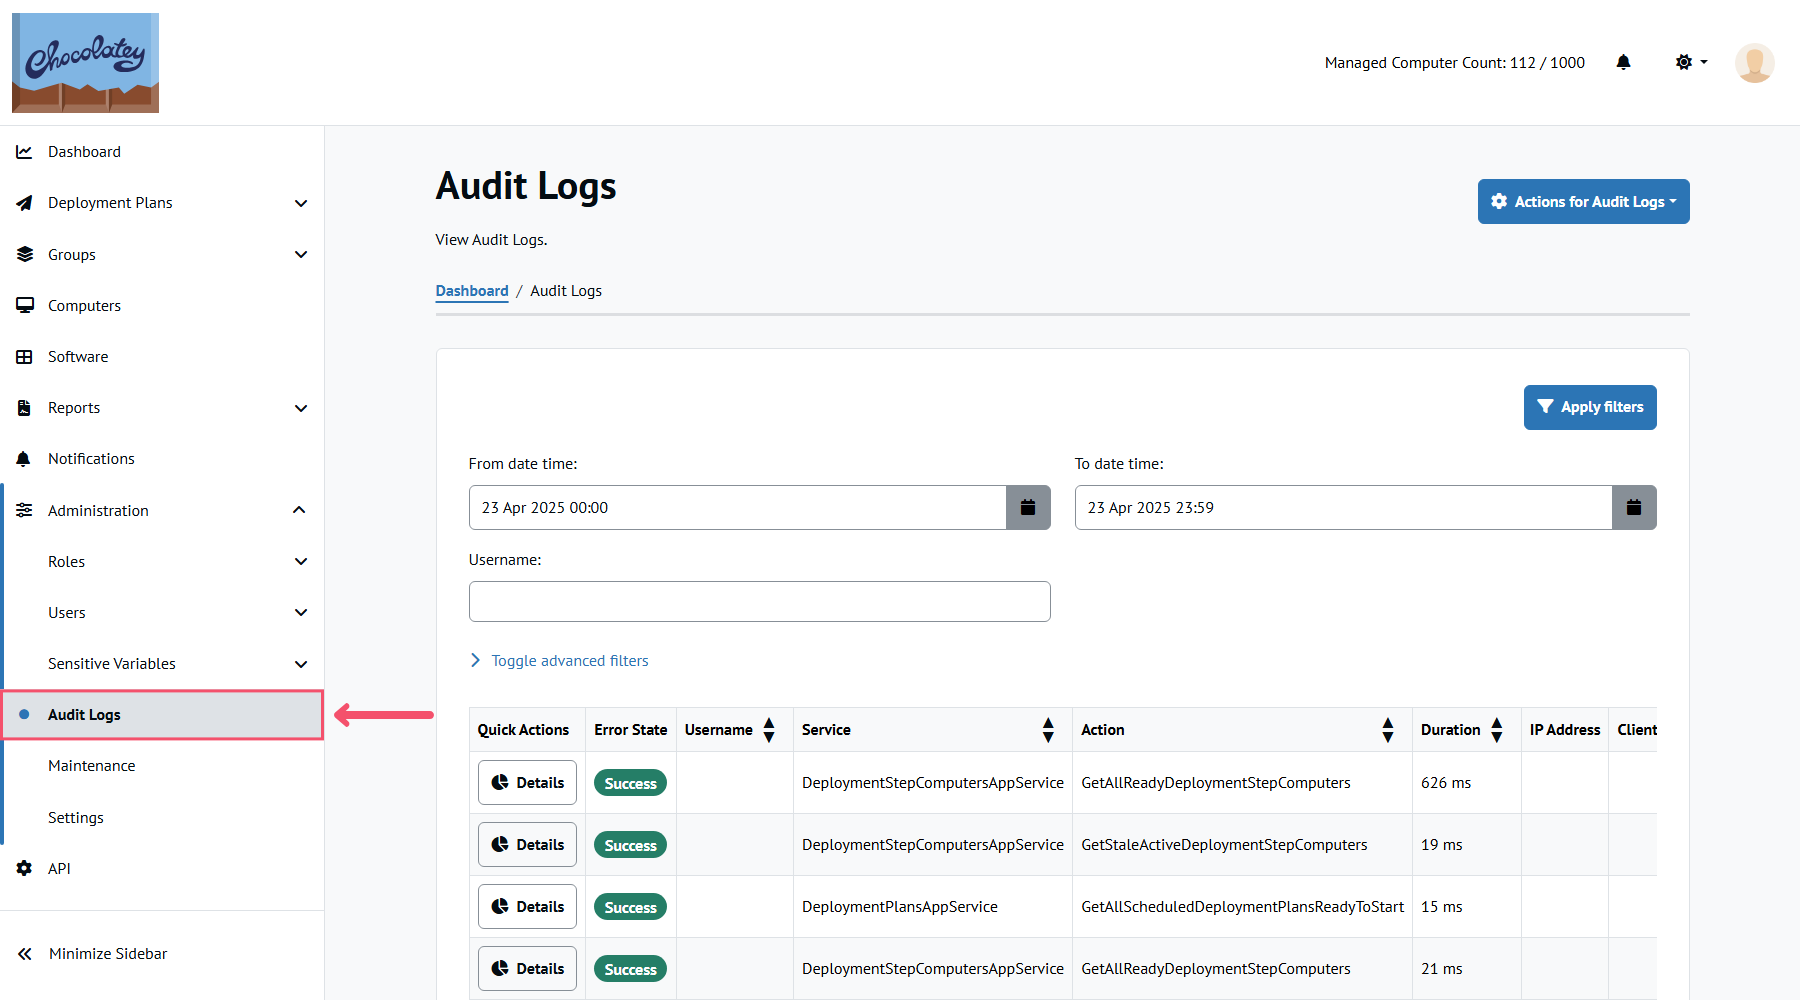 Chocolatey
Managed Computer Count: 112 / 1000
Dashboard
Deployment Plans
Groups
Computers
Software
Reports
Notifications
Administration
Roles
Users
Sensitive Variables
Audit Logs
Maintenance
Settings
API
Minimize Sidebar
Audit Logs
Actions for Audit Logs
View Audit Logs.
Dashboard / Audit Logs
Apply filters
From date time: To date time:
23 Apr 2025 00:00 23 Apr 2025 23:59
Username:
Toggle advanced filters
Quick Actions Error State Username Service Action Duration IP Address Client
Details Success DeploymentStepComputersAppService GetAllReadyDeploymentStepComputers 626 ms
Details Success DeploymentStepComputersAppService GetStaleActiveDeploymentStepComputers 19 ms
Details Success DeploymentPlansAppService GetAllScheduledDeploymentPlansReadyToStart 15 ms
Details Success DeploymentStepComputersAppService GetAllReadyDeploymentStepComputers 21 ms